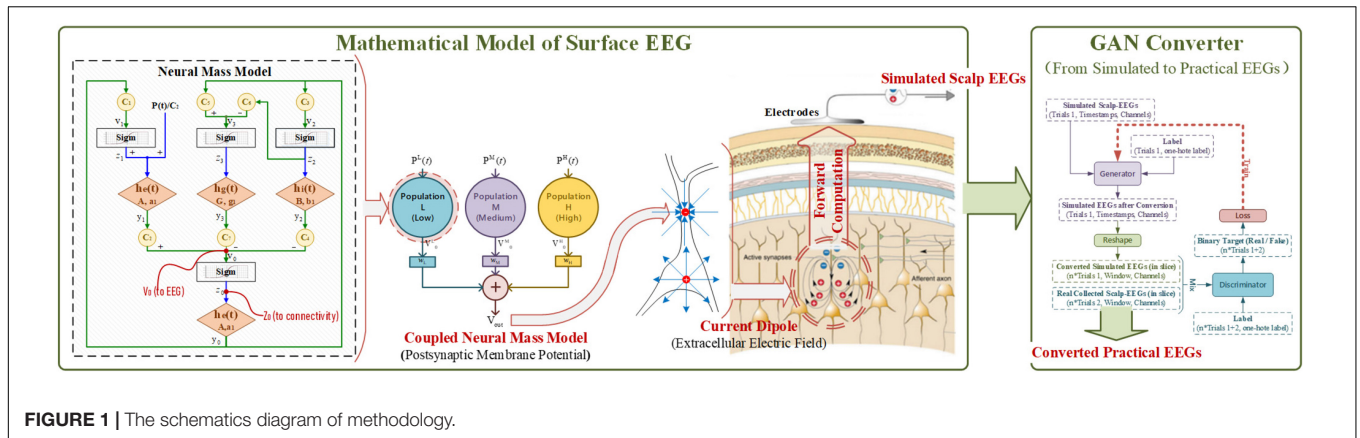 Mathematical Model of Surface EEG
Neural Mass Model
C1
C5
C6
C3
P(t)/C2
v1
v3
v2
+
-
+
+
Sigm
Sigm
Sigm
z1
z3
z2
he(t)
A, a1
hg(t)
G, g1
hi(t)
B, b1
y1
y3
y2
C2
C7
C4
+
-
v0
Sigm
V0 (to EEG)
z0
Z0 (to connectivity)
he(t)
A,a1
y0
PL(t)
PM(t)
PH(t)
Population
L
(Low)
Population
M
(Medium)
Population
H
(High)
wL
wM
wH
+
Vout
Coupled Neural Mass Model
(Postsynaptic Membrane Potential)
Current Dipole
(Extracellular Electric Field)
Simulated Scalp EEGs
Electrodes
Forward
Computation
Active synapses
Afferent axon
GAN Converter
(From Simulated to Practical EEGs)
Simulated Scalp-EEGs
(Trials 1, Timestamps, Channels)
Label
(Trials 1, one-hote label)
Generator
Train
Simulated EEGs after Conversion
(Trials 1, Timestamps, Channels)
Loss
Reshape
Binary Target (Real / Fake)
(n*Trials 1+2)
Converted Simulated EEGs (in slice)
(n*Trials 1, Window, Channels)
Mix
Discriminator
Real Collected Scalp-EEGs (in slice)
(n*Trials 2, Window, Channels)
Label
(n*Trials 1+2, one-hote label)
Converted Practical EEGs
FIGURE 1 | The schematics diagram of methodology.